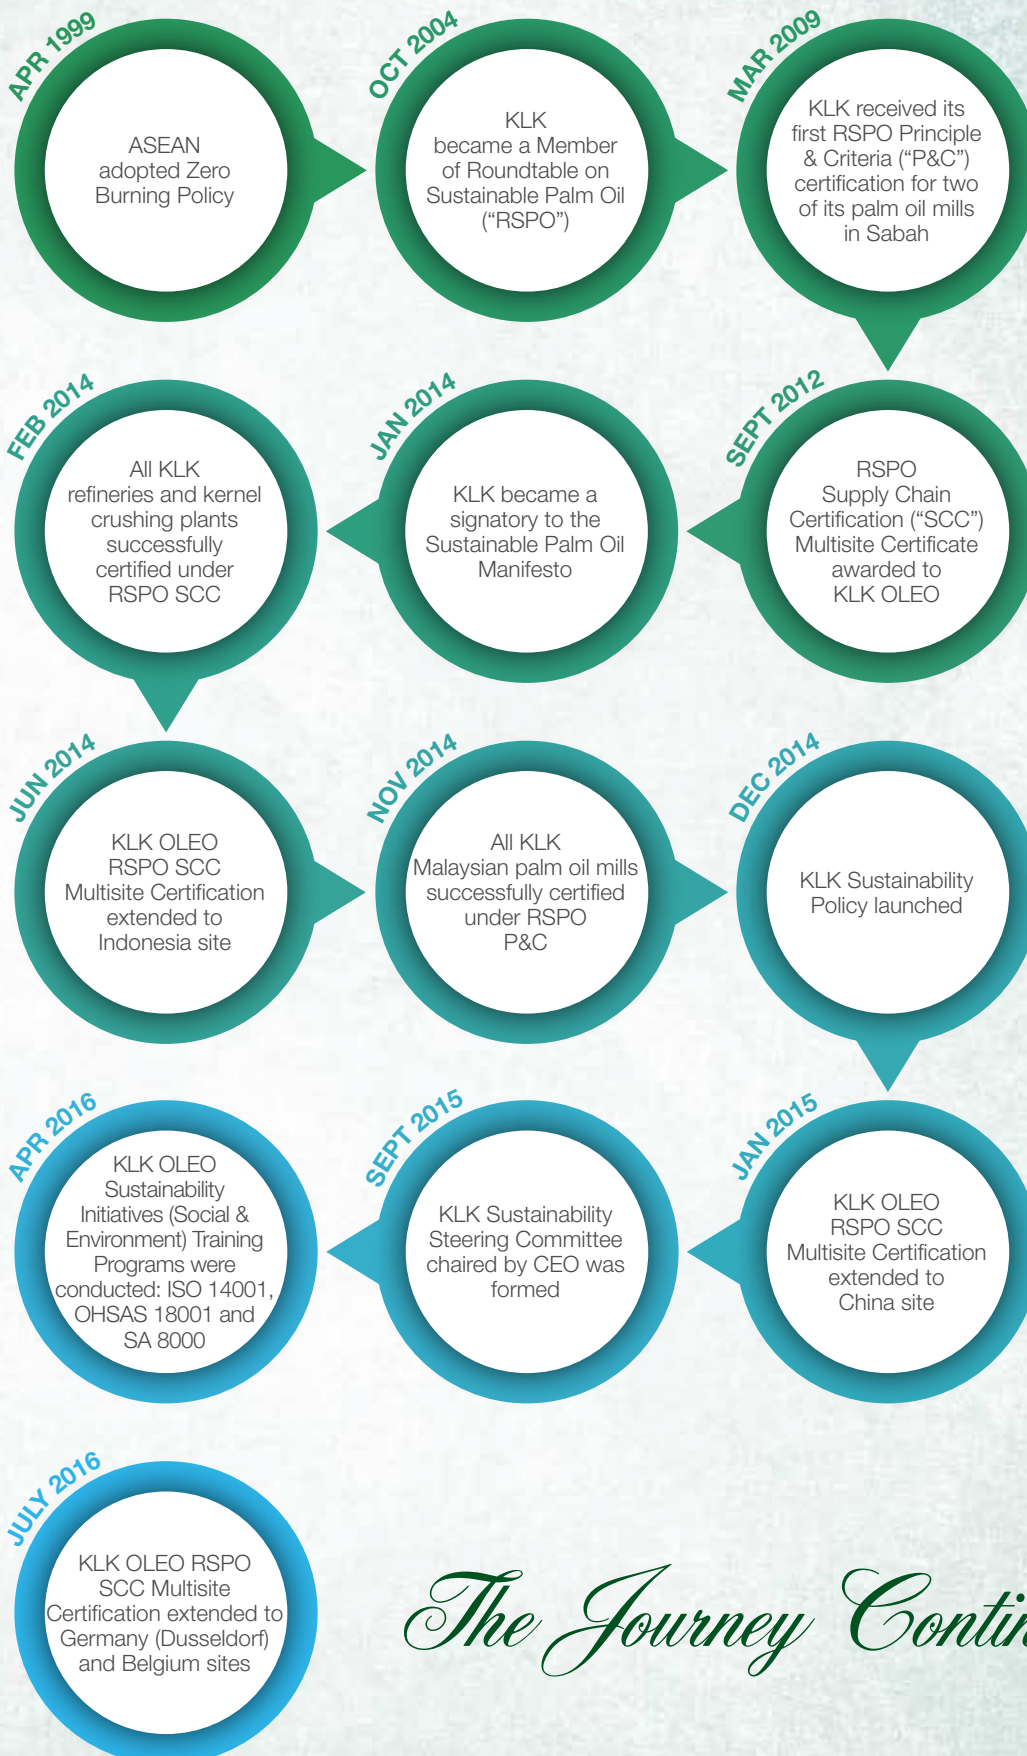 APR 1999
ASEAN
adopted Zero
Burning Policy
OCT 2004
KLK
became a Member
of Roundtable on
Sustainable Palm Oil
(“RSPO”)
MAR 2009
KLK received its
first RSPO Principle
& Criteria (“P&C”)
certification for two
of its palm oil mills
in Sabah
SEPT 2012
RSPO
Supply Chain
Certification (“SCC”)
Multisite Certificate
awarded to
KLK OLEO
JAN 2014
KLK became a
signatory to the
Sustainable Palm Oil
Manifesto
FEB 2014
All KLK
refineries and kernel
crushing plants
successfully
certified under
RSPO SCC
JUN 2014
KLK OLEO
RSPO SCC
Multisite Certification
extended to
Indonesia site
NOV 2014
All KLK
Malaysian palm oil mills
successfully certified
under RSPO
P&C
DEC 2014
KLK Sustainability
Policy launched
JAN 2015
KLK OLEO
RSPO SCC
Multisite Certification
extended to
China site
SEPT 2015
KLK Sustainability
Steering Committee
chaired by CEO was
formed
APR 2016
KLK OLEO
Sustainability
Initiatives (Social &
Environment) Training
Programs were
conducted: ISO 14001,
OHSAS 18001 and
SA 8000
JULY 2016
KLK OLEO RSPO
SCC Multisite
Certification extended to
Germany (Dusseldorf)
and Belgium sites
The Journey